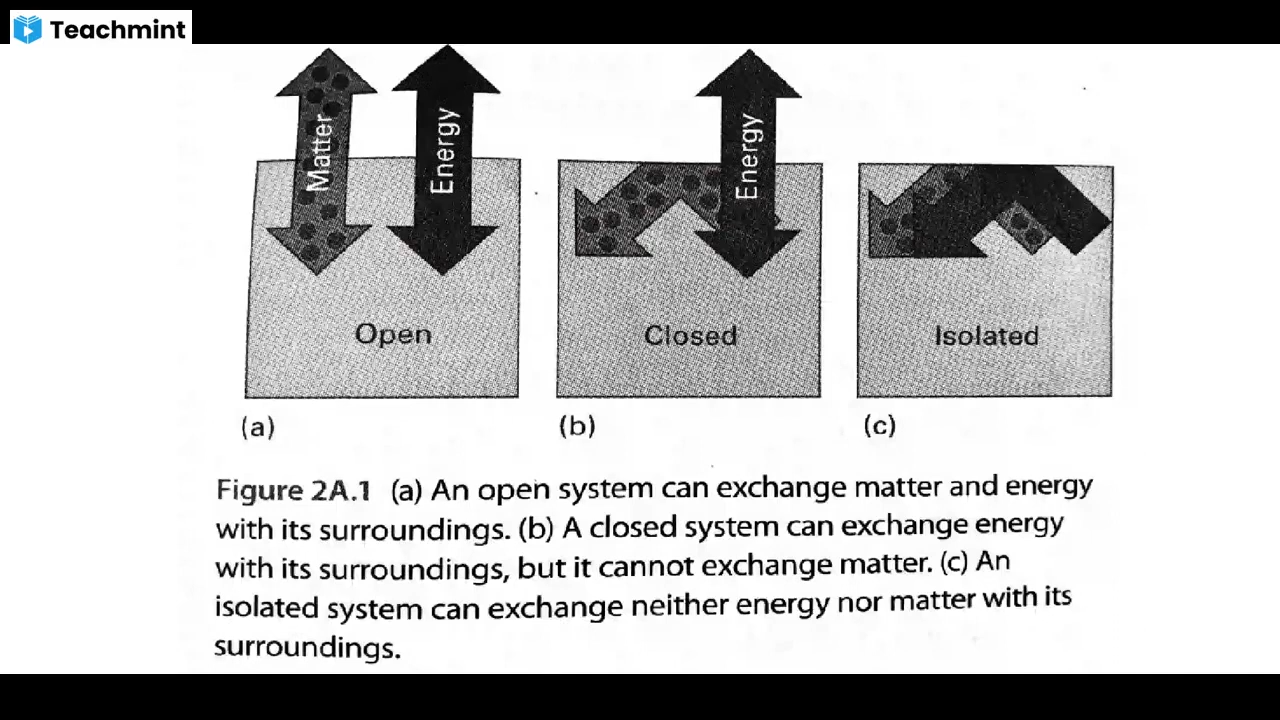 Teachmint
Matter
Energy
Energy
Open
Closed
Isolated
(a)
(b)
(c)
Figure 2A.1 (a) An open system can exchange matter and energy
with its surroundings. (b) A closed system can exchange energy
with its surroundings, but it cannot exchange matter. (c) An
isolated system can exchange neither energy nor matter with its
surroundings.